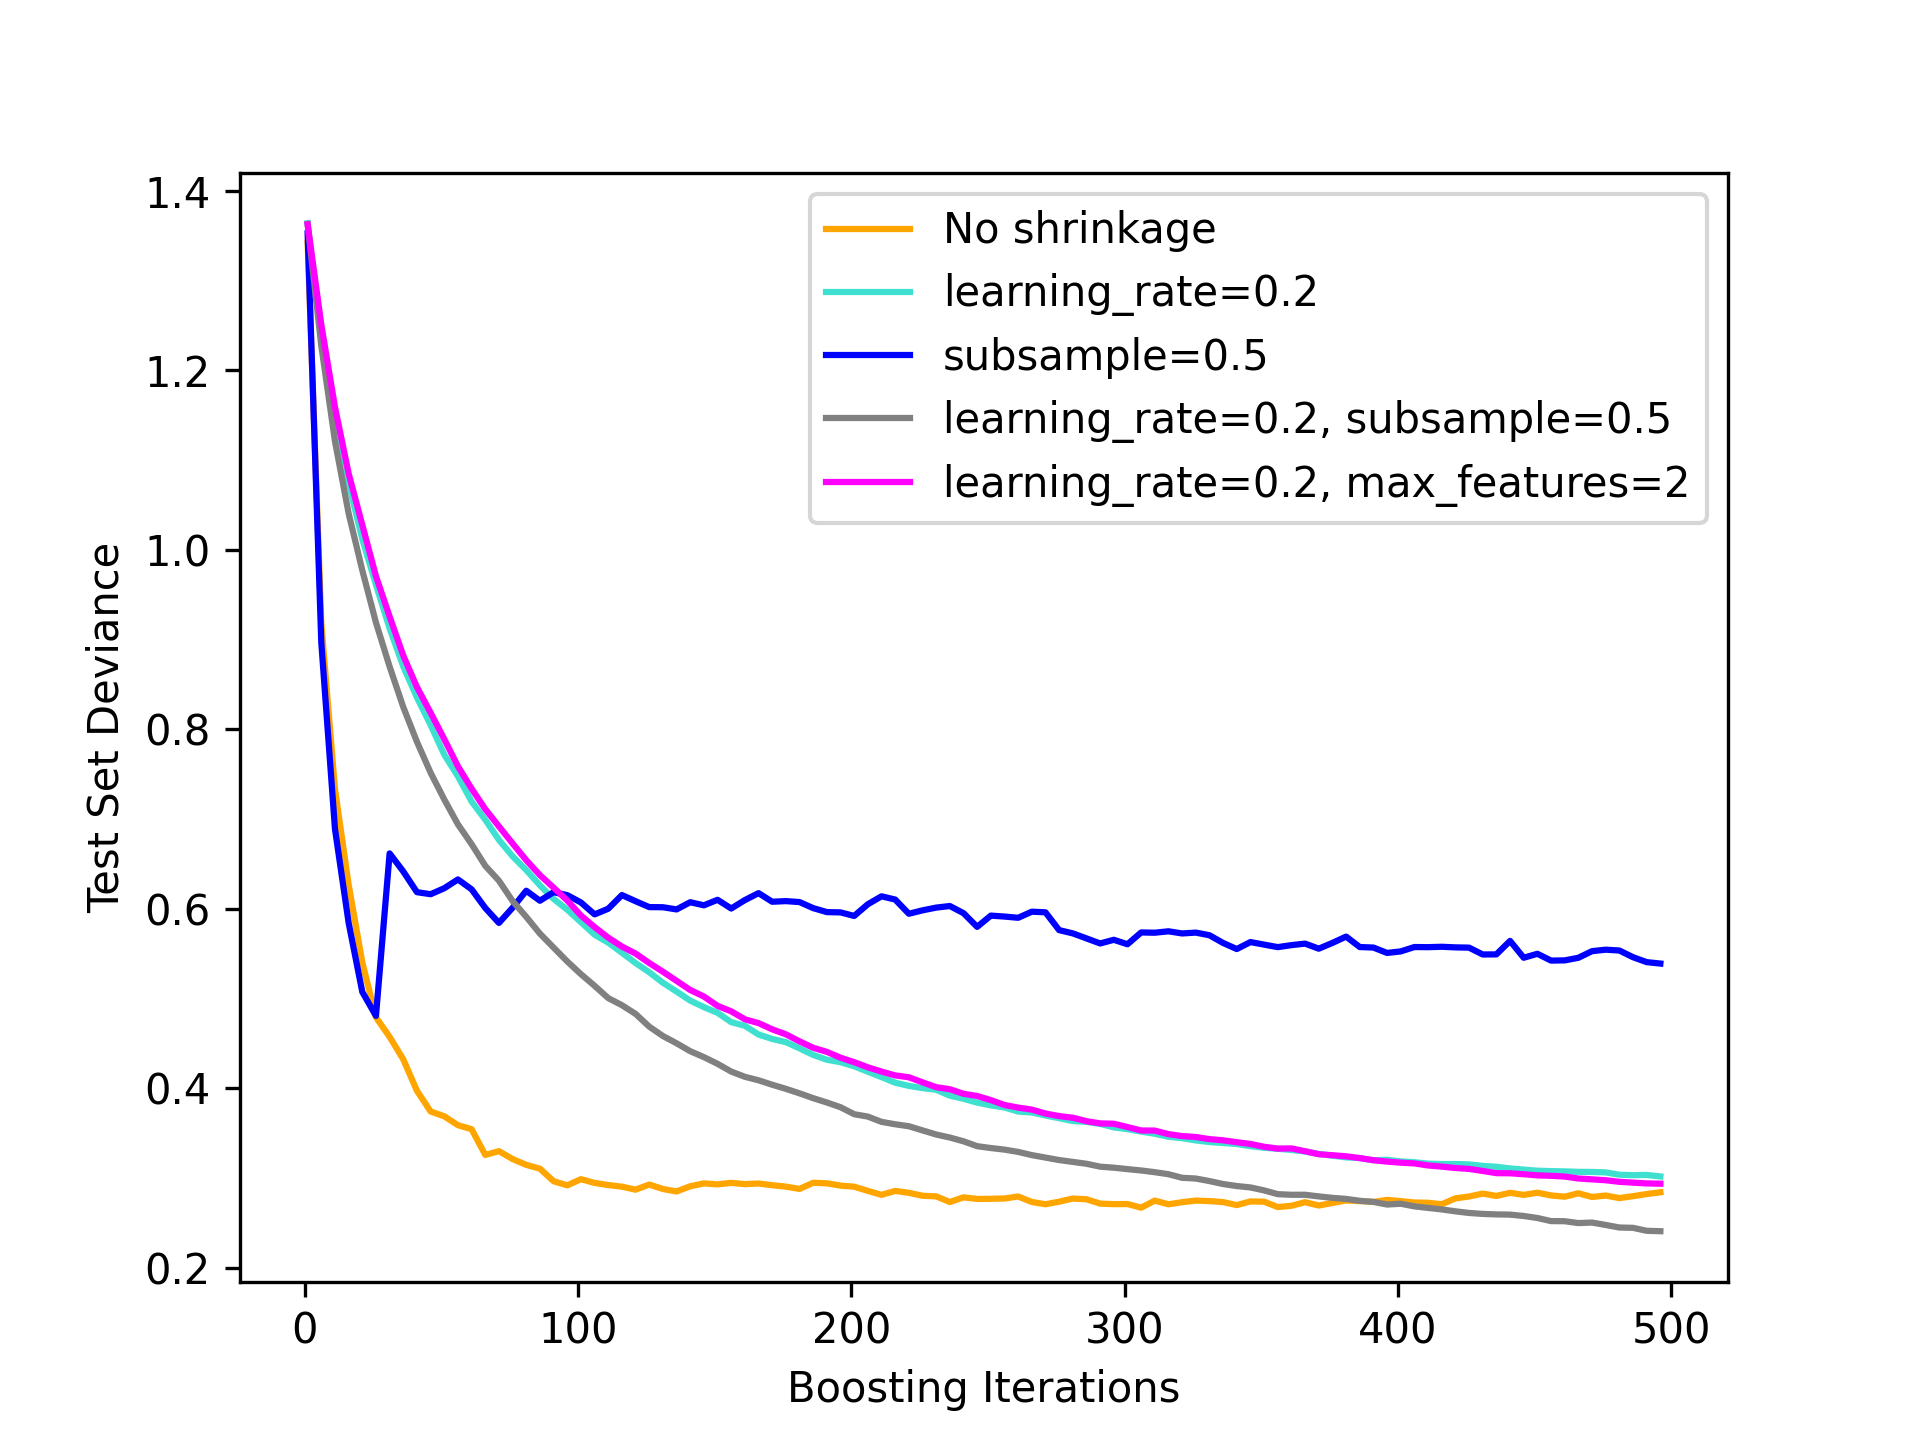 No shrinkage
learning_rate=0.2
subsample=0.5
learning_rate=0.2, subsample=0.5
learning_rate=0.2, max_features=2
Test Set Deviance
1.4
1.2
1.0
0.8
0.6
0.4
0.2
0 100 200 300 400 500
Boosting Iterations